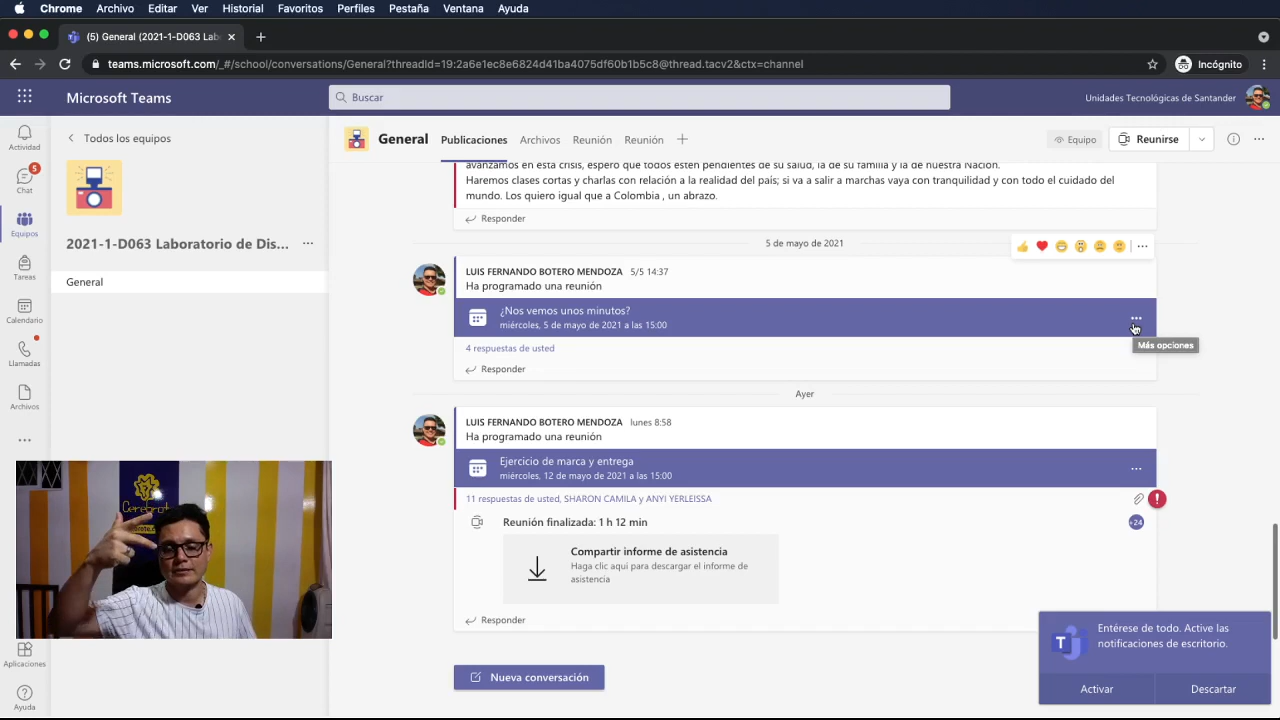 Chrome Archivo Editar Ver Historial Favoritos Perfiles Pestaña Ventana Ayuda
(5) General (2021-1-D063 Lab
teams.microsoft.com/_#/school/conversations/General?threadId=19:2a6e1ec8e6824d41ba4075df60b1b5c8@thread.tacv2&ctx=channel
Incógnito
Microsoft Teams
Buscar
Unidades Tecnológicas de Santander
Actividad
Chat
5
Equipos
Tareas
Calendario
Llamadas
Archivos
Aplicaciones
Ayuda
Todos los equipos
2021-1-D063 Laboratorio de Dis...
General
General Publicaciones Archivos Reunión Reunión
Equipo Reunirse
avanzamos en esta crisis, espero que todos estén pendientes de su salud, la de su familia y la de nuestra Nación.
Haremos clases cortas y charlas con relación a la realidad del país; si va a salir a marchas vaya con tranquilidad y con todo el cuidado del
mundo. Los quiero igual que a Colombia , un abrazo.
Responder
5 de mayo de 2021
LUIS FERNANDO BOTERO MENDOZA 5/5 14:37
Ha programado una reunión
¿Nos vemos unos minutos?
miércoles, 5 de mayo de 2021 a las 15:00
Más opciones
4 respuestas de usted
Responder
Ayer
LUIS FERNANDO BOTERO MENDOZA lunes 8:58
Ha programado una reunión
Ejercicio de marca y entrega
miércoles, 12 de mayo de 2021 a las 15:00
11 respuestas de usted, SHARON CAMILA y ANYI YERLEISSA
Reunión finalizada: 1 h 12 min
+24
Compartir informe de asistencia
Haga clic aquí para descargar el informe de
asistencia
Responder
Nueva conversación
Entérese de todo. Active las
notificaciones de escritorio.
Activar Descartar